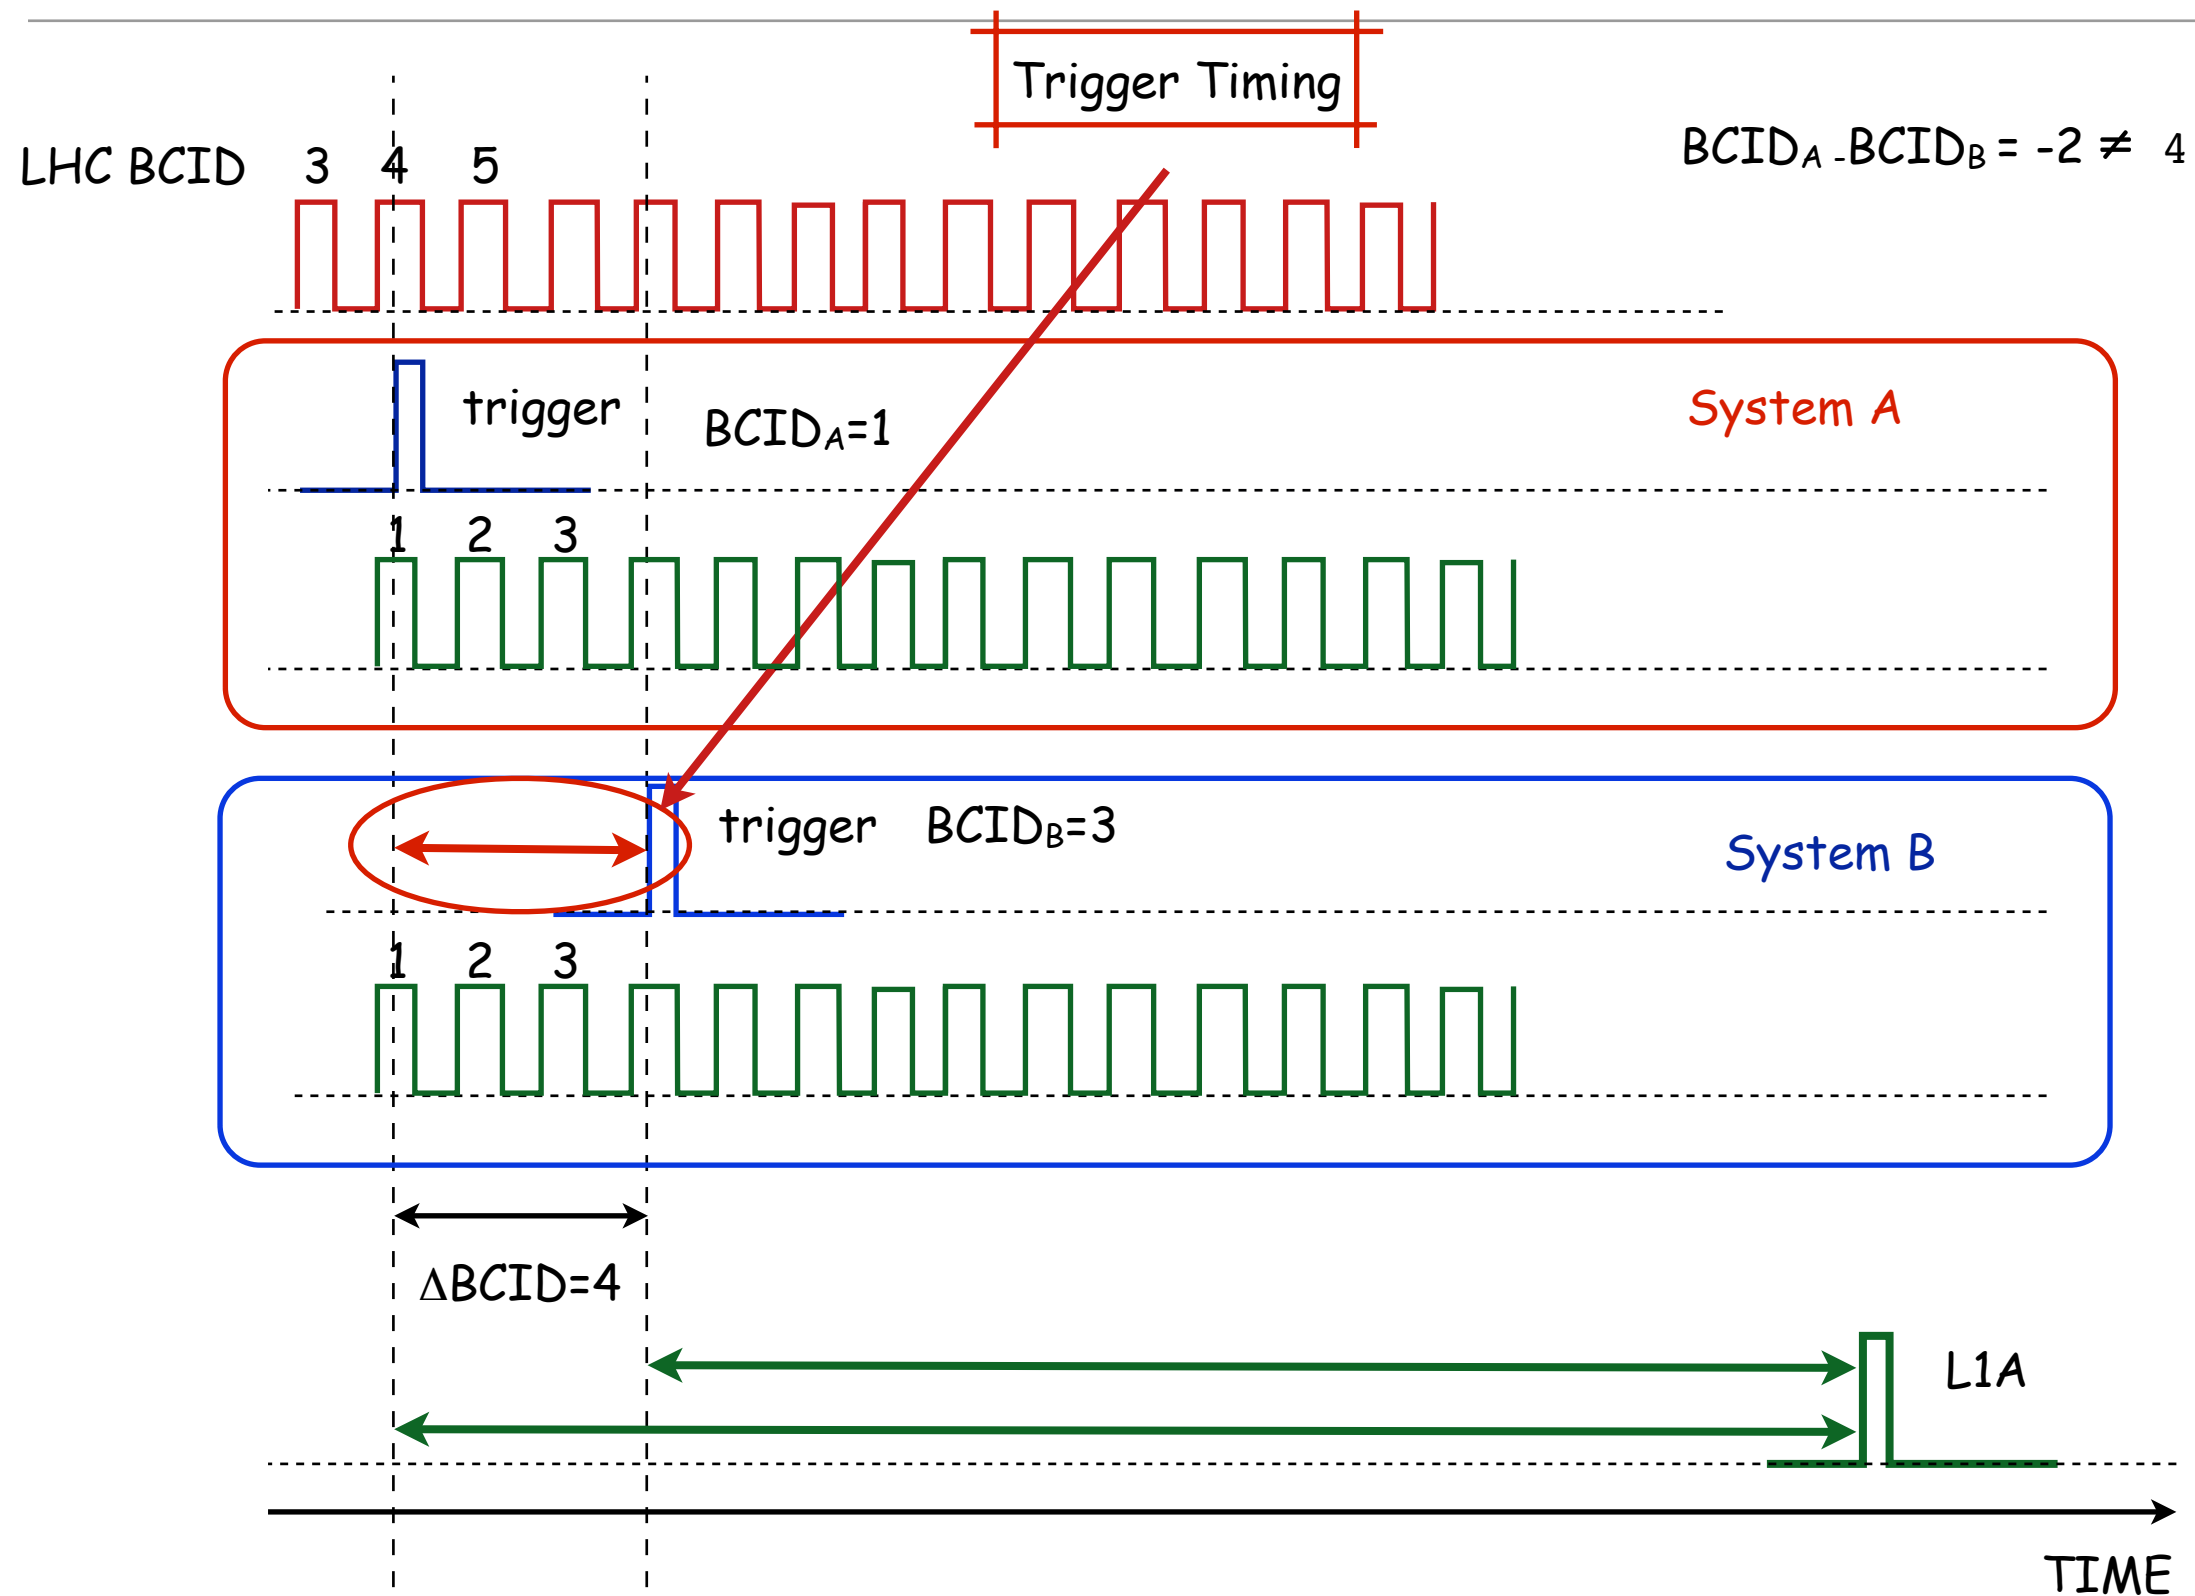 Trigger Timing
LHC BCID 3 4 5
BCIDA -BCIDB = -2 ≠ 4
trigger BCIDA=1 System A
1 2 3
trigger BCIDB=3 System B
1 2 3
ΔBCID=4
L1A
TIME